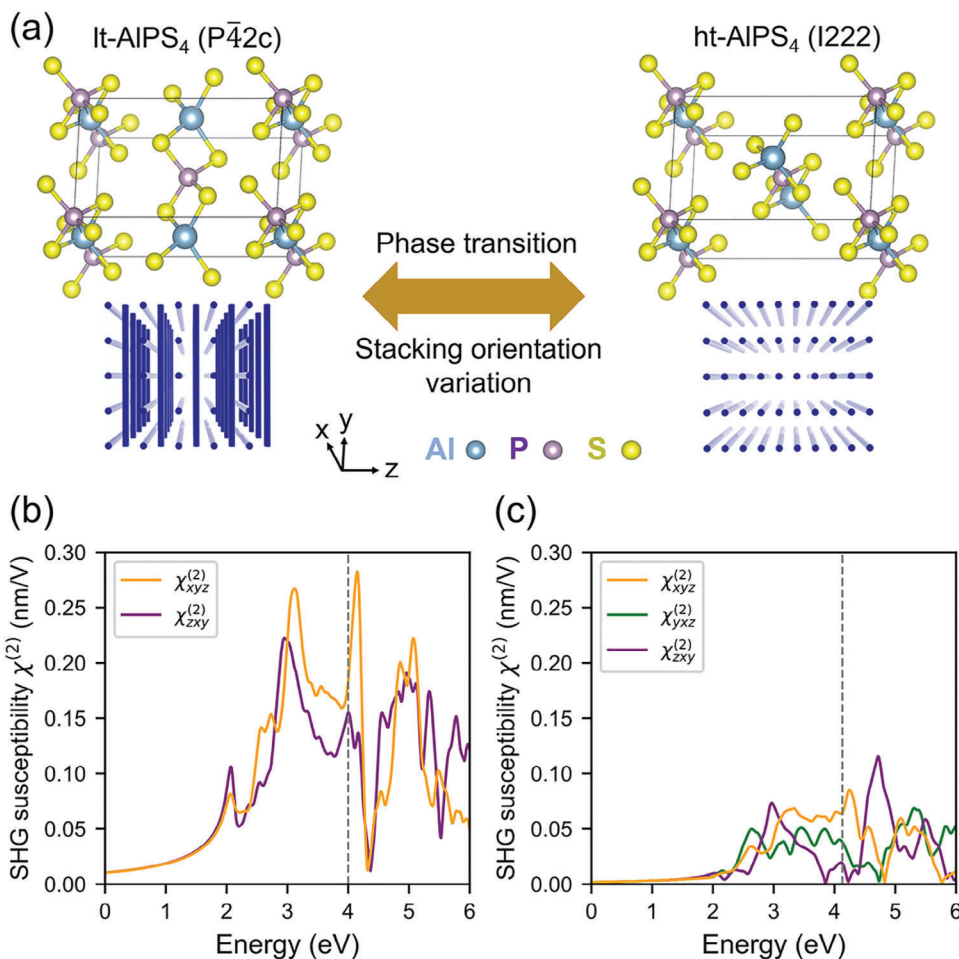 (a)
lt-AlPS₄ (P4̅2c)
ht-AlPS₄ (I222)
Phase transition
Stacking orientation
variation
x y z
Al P S
(b)
(c)
SHG susceptibility χ⁽²⁾ (nm/V)
0.30
0.25
0.20
0.15
0.10
0.05
0.00
χ⁽²⁾xyz
χ⁽²⁾zxy
0 1 2 3 4 5 6
Energy (eV)
SHG susceptibility χ⁽²⁾ (nm/V)
0.30
0.25
0.20
0.15
0.10
0.05
0.00
χ⁽²⁾xyz
χ⁽²⁾yxz
χ⁽²⁾zxy
0 1 2 3 4 5 6
Energy (eV)